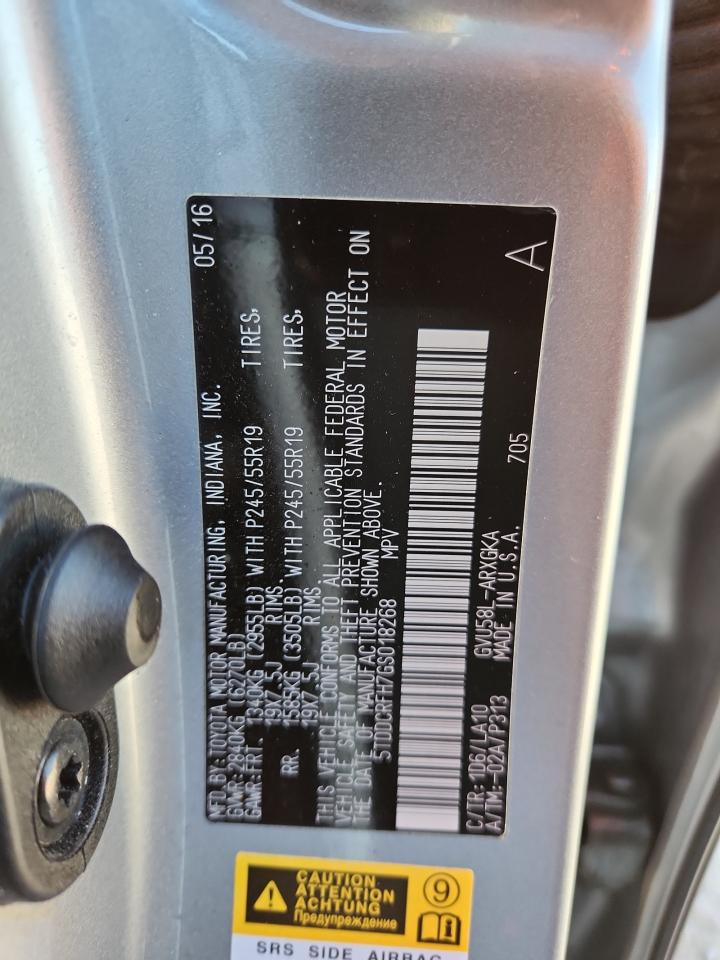 MFD.BY: TOYOTA MOTOR MANUFACTURING, INDIANA, INC. 05/16
GVWR: 2840KG (6270LB)
GAWR: FRT. 1340KG (2955LB) WITH P245/55R19 TIRES,
19X7.5J RIMS
RR. 1585KG (3505LB) WITH P245/55R19 TIRES,
19X7.5J RIMS
THIS VEHICLE CONFORMS TO ALL APPLICABLE FEDERAL MOTOR
VEHICLE SAFETY AND THEFT PREVENTION STANDARDS IN EFFECT ON
THE DATE OF MANUFACTURE SHOWN ABOVE.
5TDDCRFH7GS018268 MPV
C/TR: 1D6/LA10 GVU58L-ARXGKA 705 A
A/TM:-02A/P313 MADE IN U.S.A.
CAUTION
ATTENTION
ACHTUNG
Предупреждение
9
SRS SIDE AIRBAG